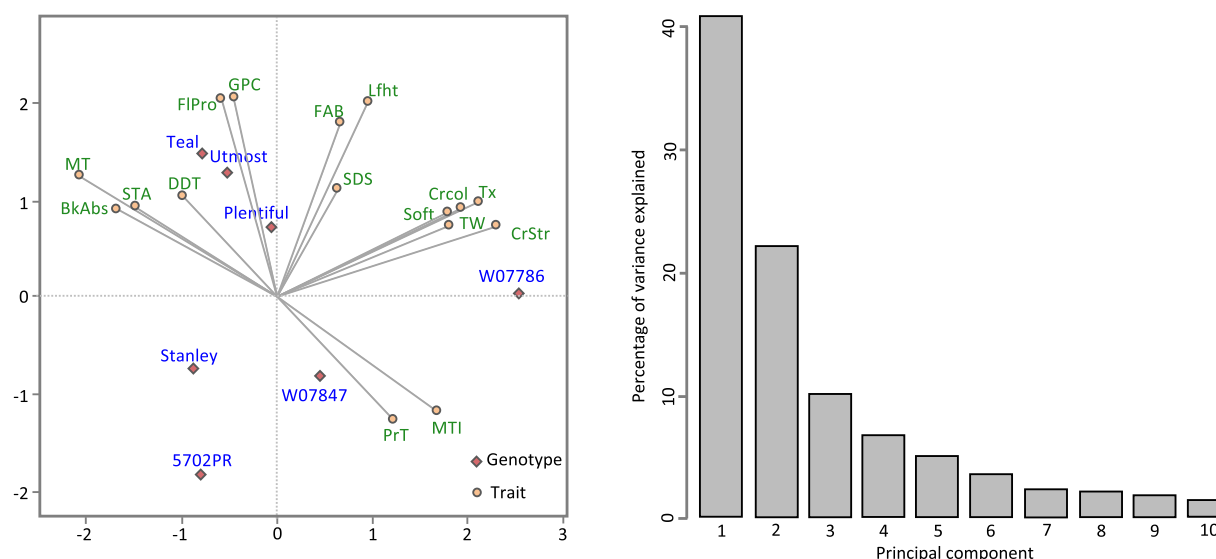 GPC
FlPro
Lfht
FAB
Teal
Utmost
MT
DDT
SDS
STA
BkAbs
Crcol
Tx
Plentiful
Soft
TW
CrStr
W07786
Stanley
W07847
PrT
MTI
5702PR
Genotype
Trait
2
1
0
-1
-2
-2
-1
0
1
2
3
Percentage of variance explained
40
30
20
10
0
1
2
3
4
5
6
7
8
9
10
Principal component